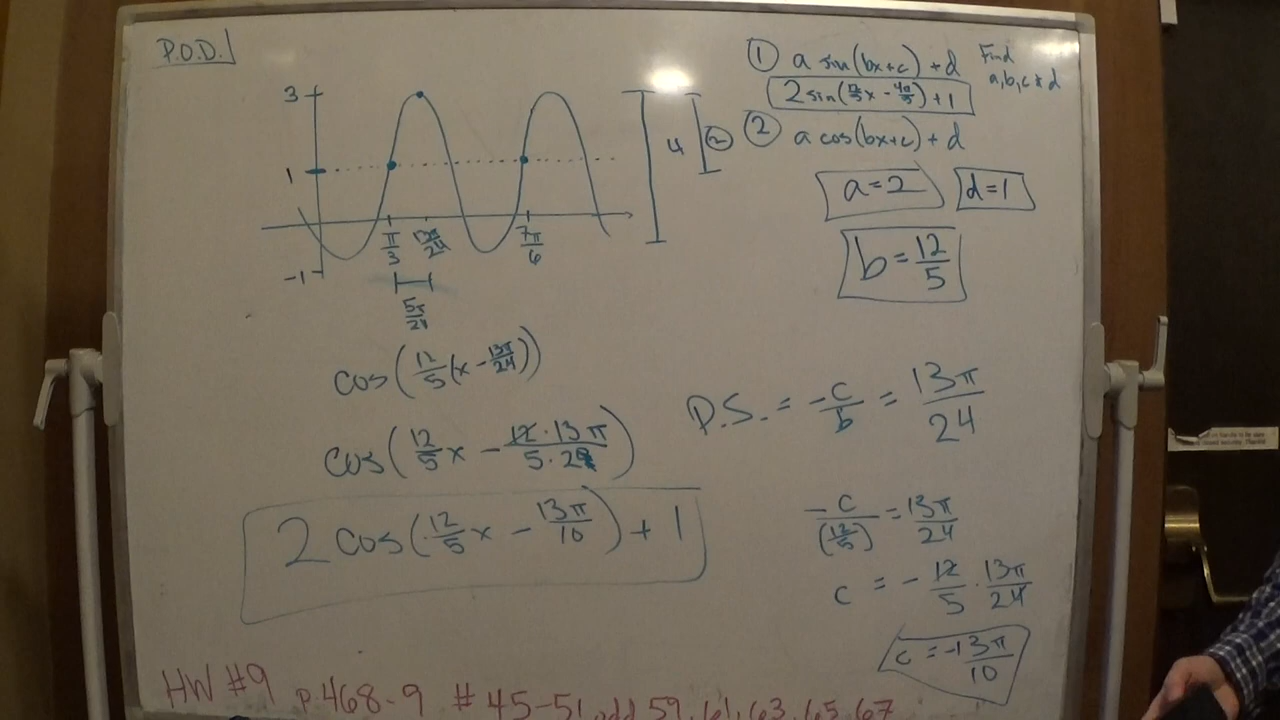 P.O.D.
3
1
-1
π/3
13π/24
7π/6
5π/24
4
2
① a sin(bx+c) + d
Find a,b,c & d
2 sin(12/5 x - 4π/5) + 1
② a cos(bx+c) + d
a = 2
d = 1
b = 12/5
cos(12/5 (x - 13π/24))
cos(12/5 x - 12·13π/5·24)
2 cos(12/5 x - 13π/10) + 1
P.S. = -c/b = 13π/24
-c/(12/5) = 13π/24
c = - 12/5 · 13π/24
c = -13π/10
HW #9 p.468-9 # 45-51 odd, 59, 61, 63, 65, 67